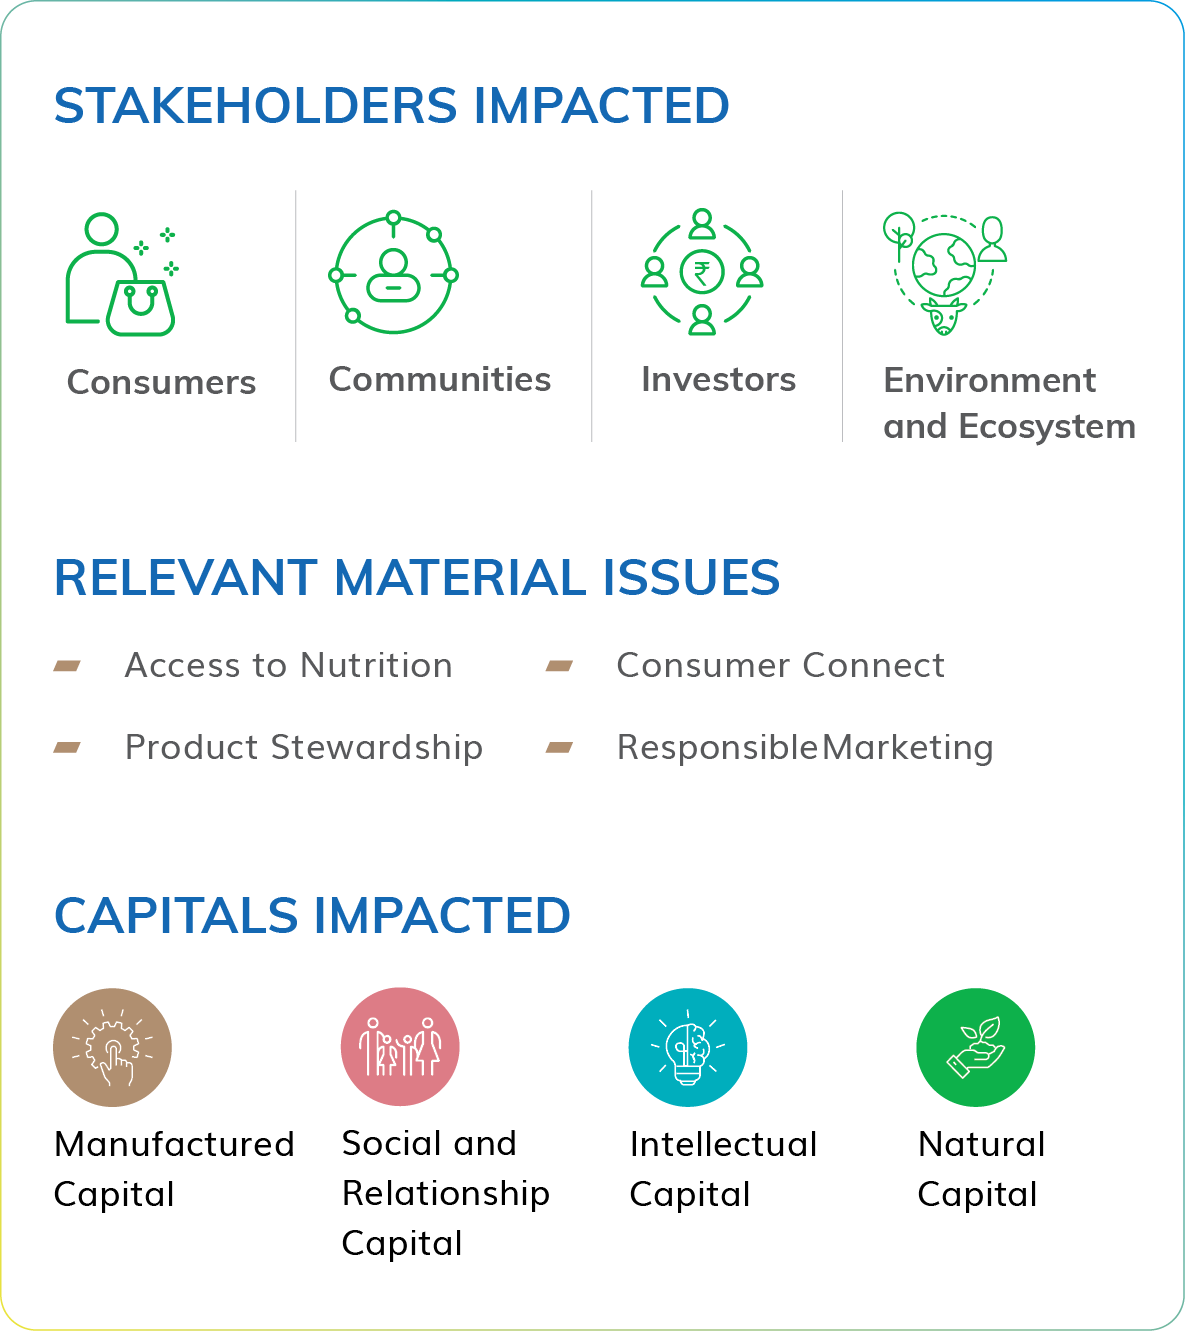 STAKEHOLDERS IMPACTED
₹
Consumers
Communities
Investors
Environment
and Ecosystem
RELEVANT MATERIAL ISSUES
Access to Nutrition
Consumer Connect
Product Stewardship
ResponsibleMarketing
CAPITALS IMPACTED
Manufactured
Capital
Social and
Relationship
Capital
Intellectual
Capital
Natural
Capital